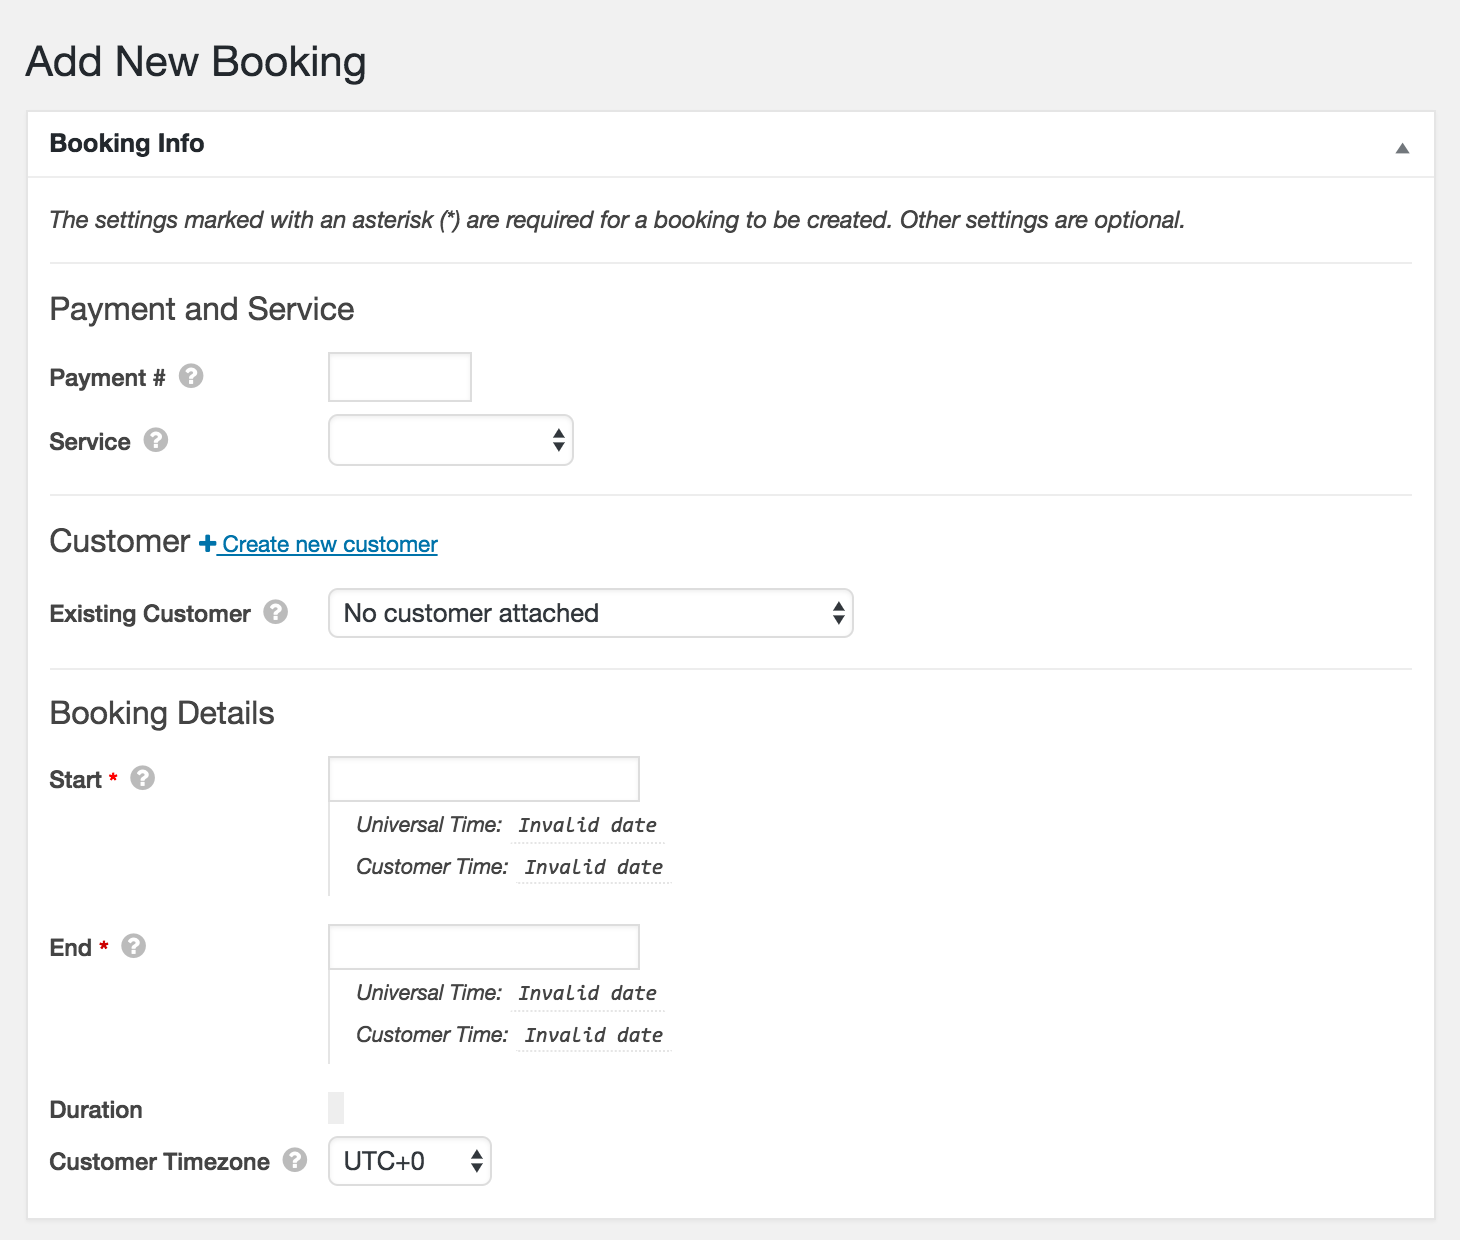 Add New Booking
Booking Info
The settings marked with an asterisk (*) are required for a booking to be created. Other settings are optional.
Payment and Service
Payment # ?
Service ?
Customer + Create new customer
Existing Customer ? No customer attached
Booking Details
Start * ?
Universal Time: Invalid date
Customer Time: Invalid date
End * ?
Universal Time: Invalid date
Customer Time: Invalid date
Duration
Customer Timezone ? UTC+0